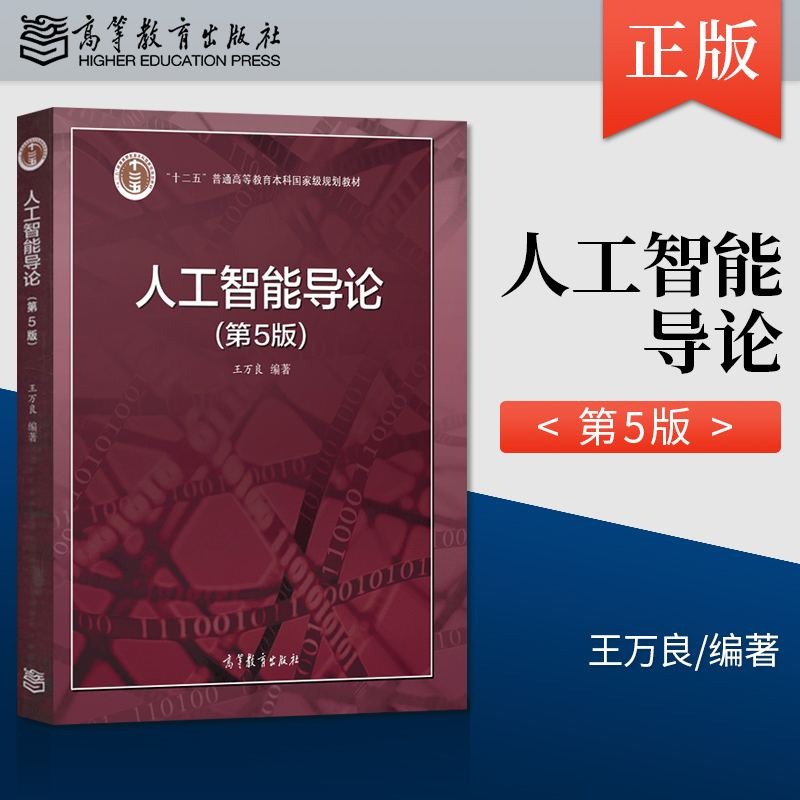 高等教育出版社
HIGHER EDUCATION PRESS
正版
十二五
"十二五"普通高等教育本科国家级规划教材
人工智能导论
(第5版)
王万良 编著
高等教育出版社
人工智能导论
(第5版)
王万良 编著
人工智能
导论
< 第5版 >
王万良/编著